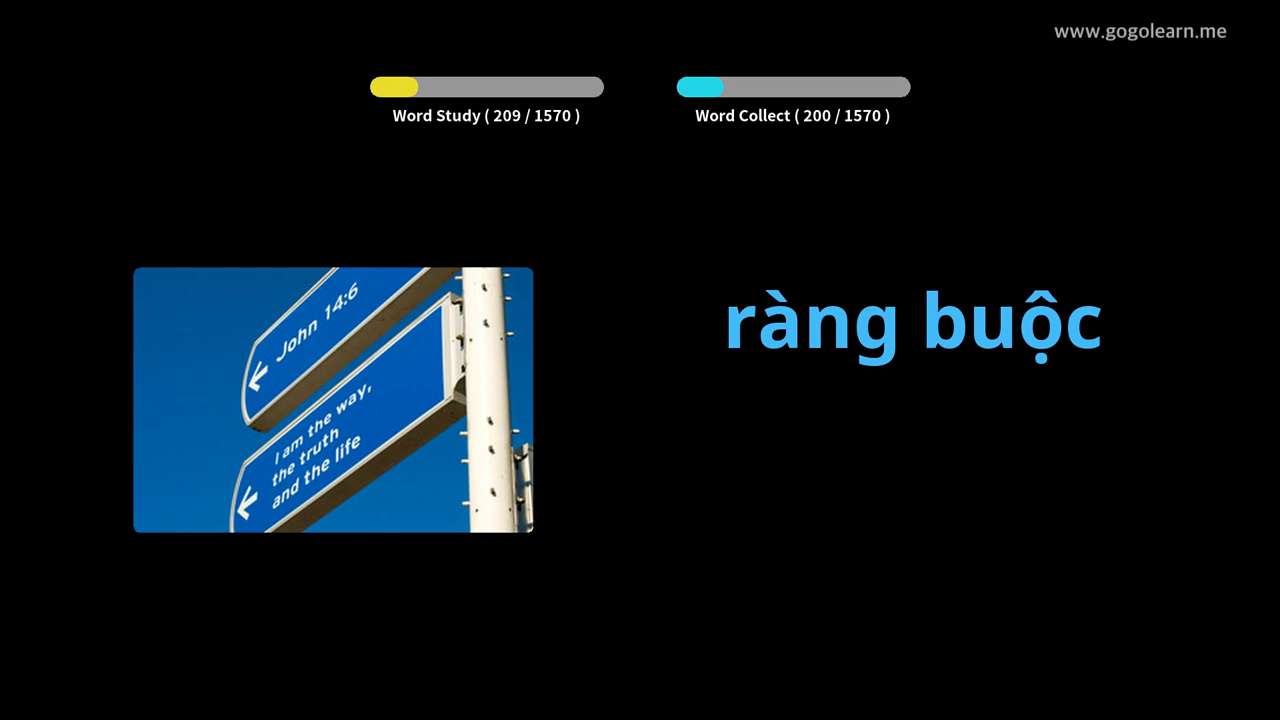 www.gogolearn.me
Word Study ( 209 / 1570 )
Word Collect ( 200 / 1570 )
John 14:6
I am the way,
the truth
and the life
ràng buộc